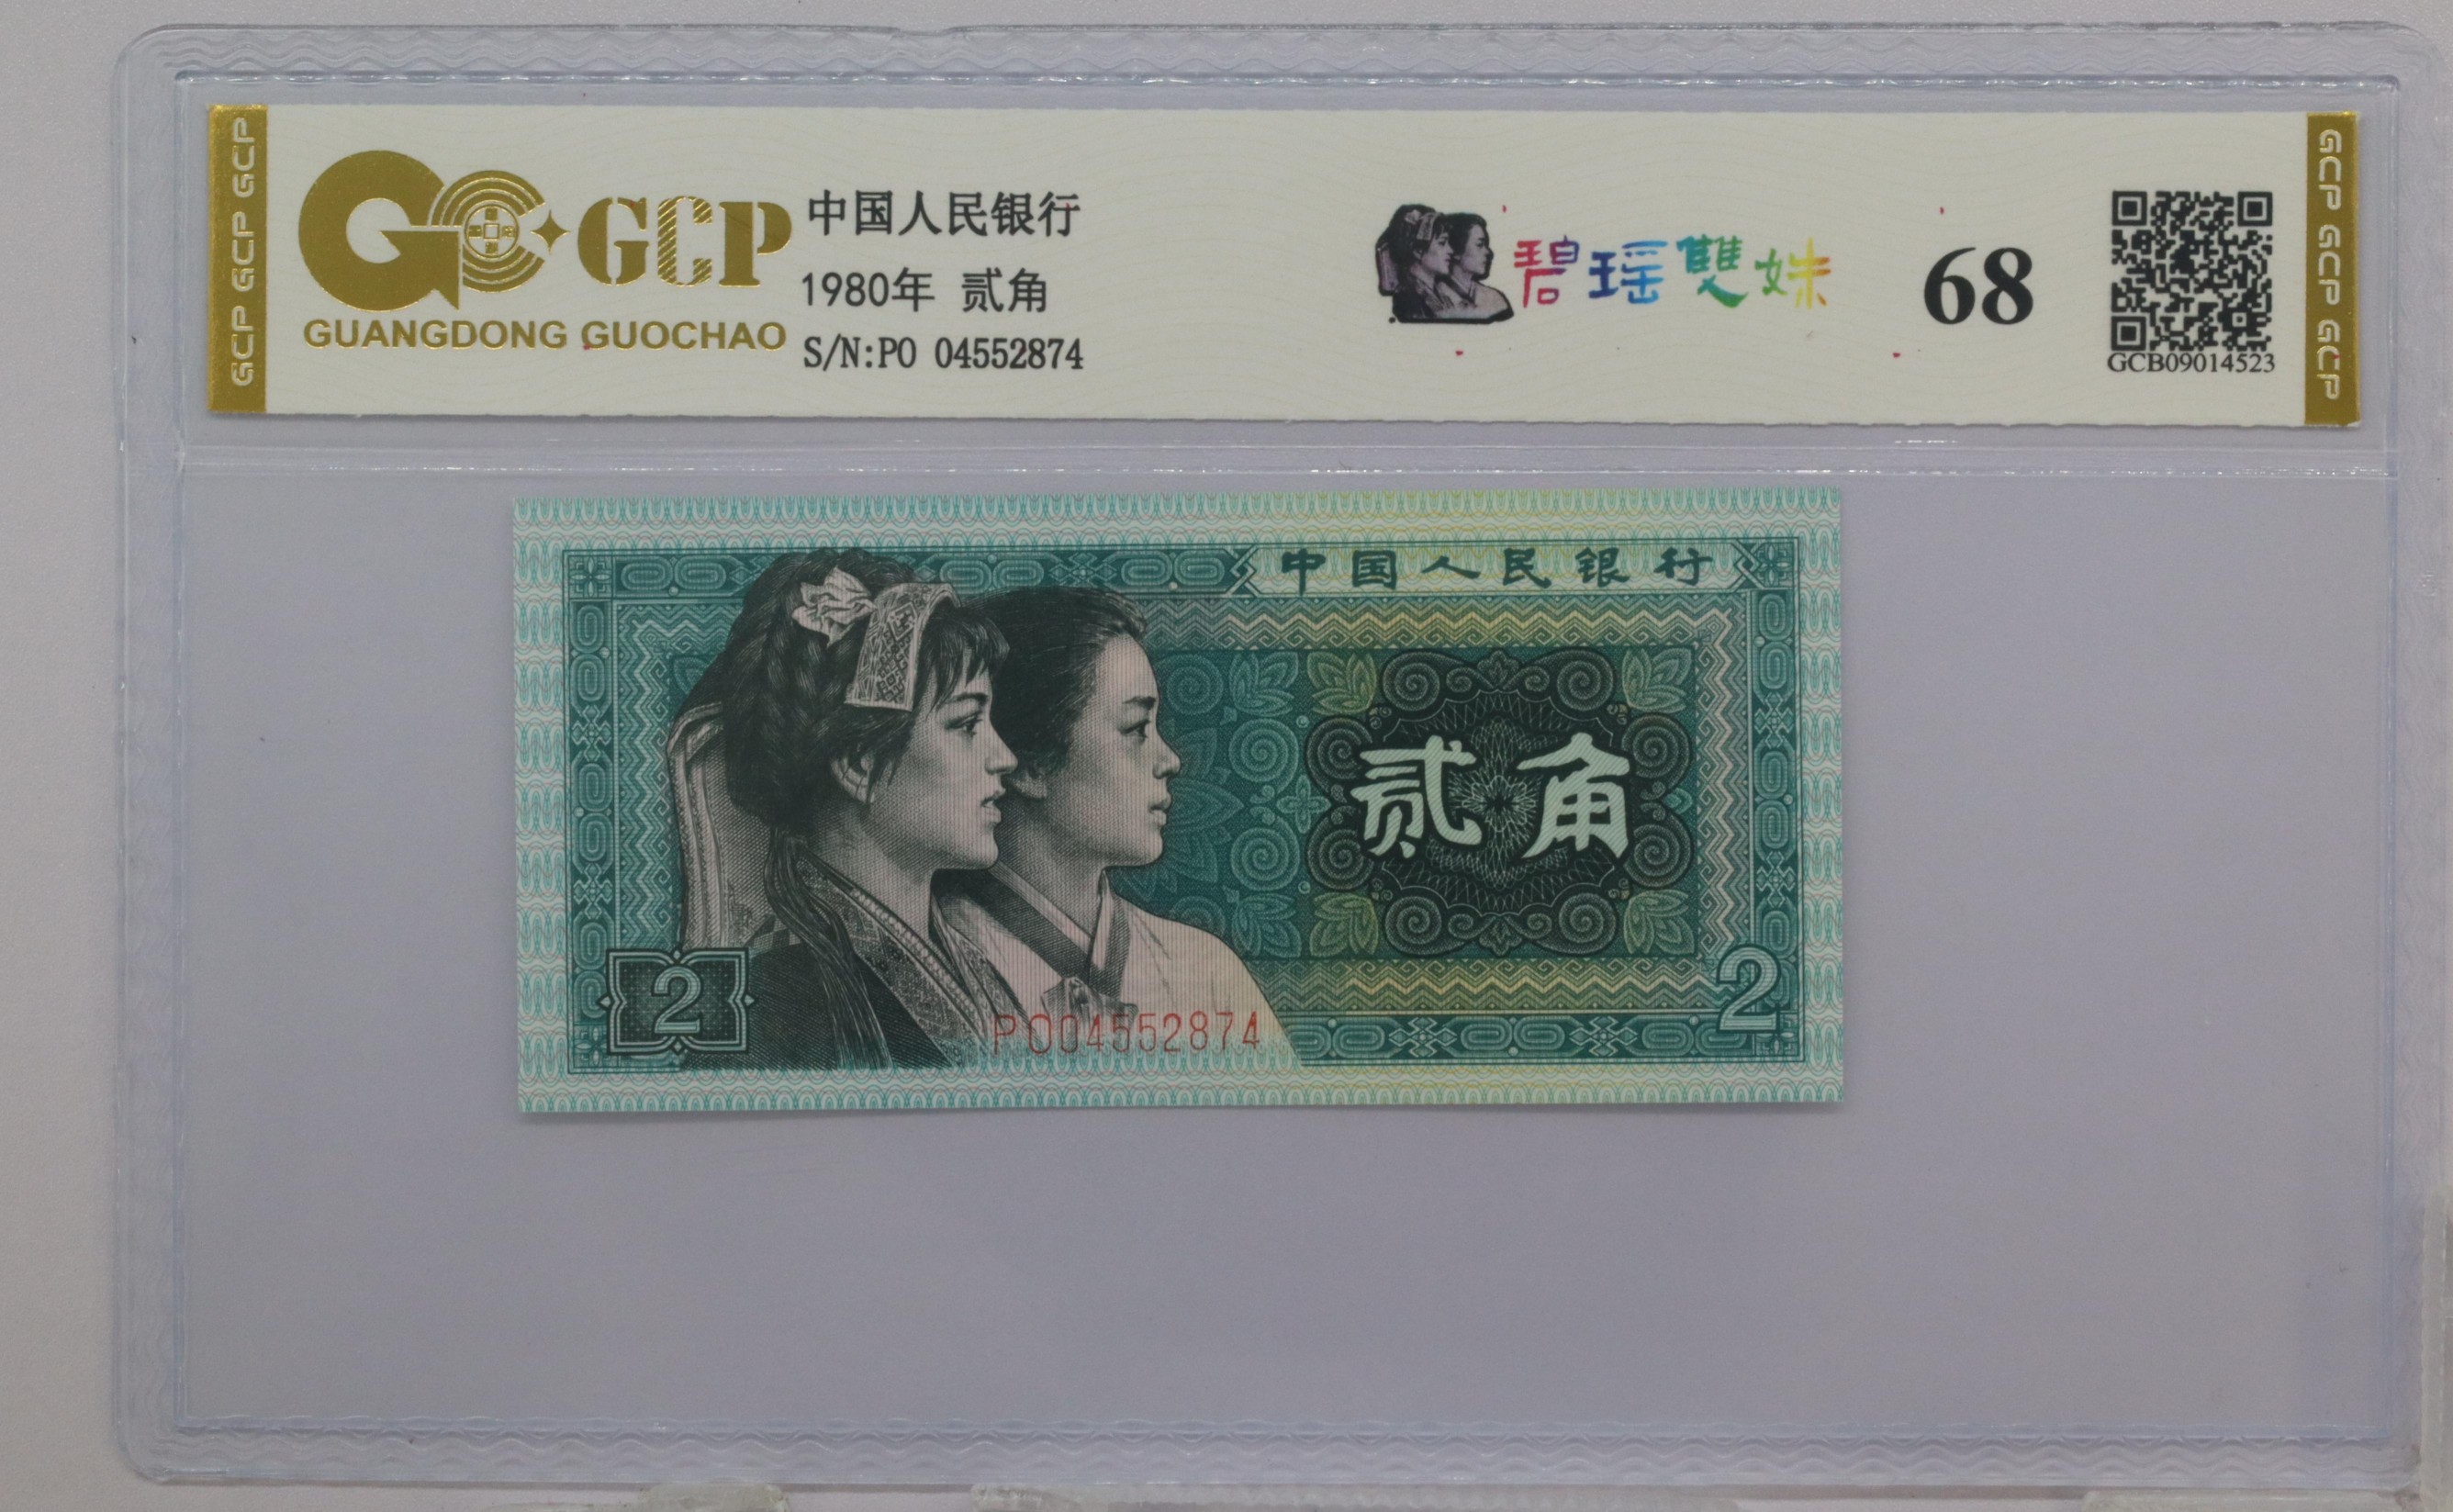 GCP GCP GCP
GCP
GUANGDONG GUOCHAO
中国人民银行
1980年 贰角
S/N:PO 04552874
碧瑶雙姝
68
GCB09014523
GCP GCP GCP
中国人民银行
贰角
2
PO04552874
2